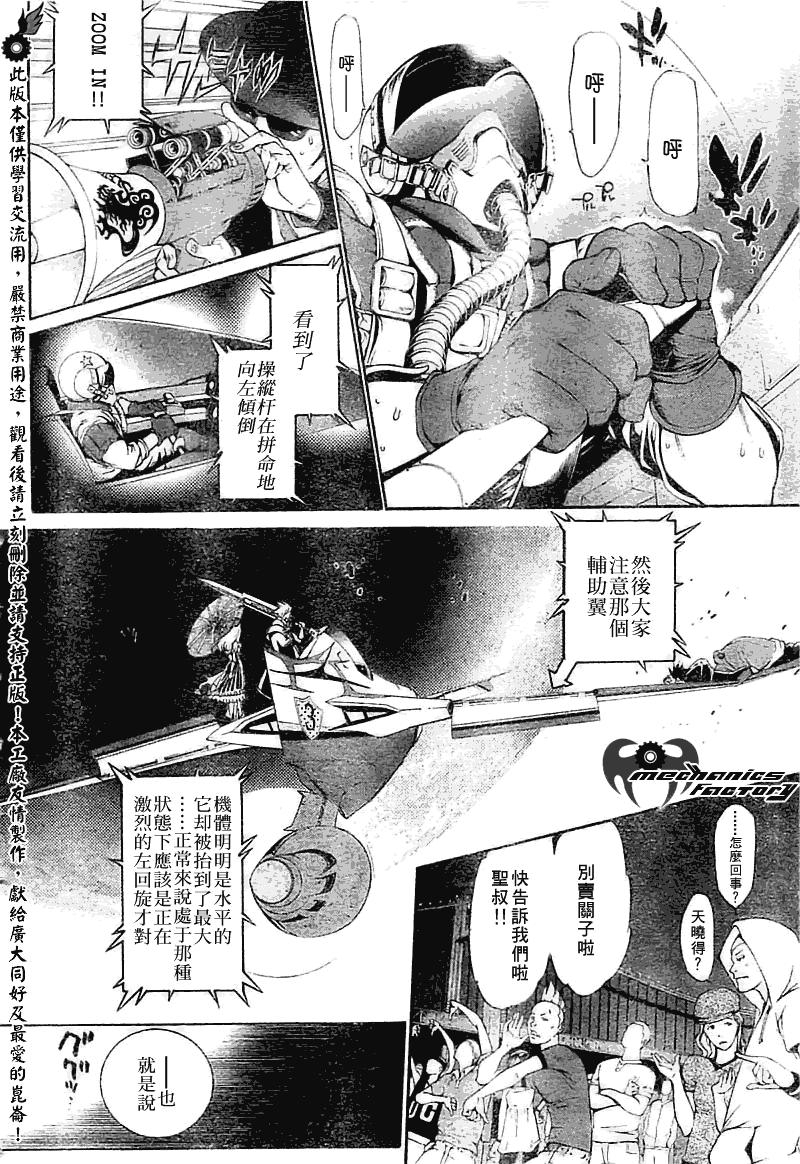 呼
呼——
呼
ピ
ピ
ZOOM IN!!
看到了
操縱杆在拼命地
向左傾倒
然後大家
注意那個
輔助翼
機體明明是水平的
它却被抬到了最大
……正常來說處于那種
狀態下應該是正在
激烈的左回旋才對
……怎麼回事?
天曉得?
別賣關子啦
快告訴我們啦
聖叔!!
——也
就是說
グ
グ
mechanics
factory
此版本僅供學習交流用，嚴禁商業用途，觀看後請立刻刪除並請支持正版！本工廠友情製作，獻給廣大同好及最愛的崑崙！